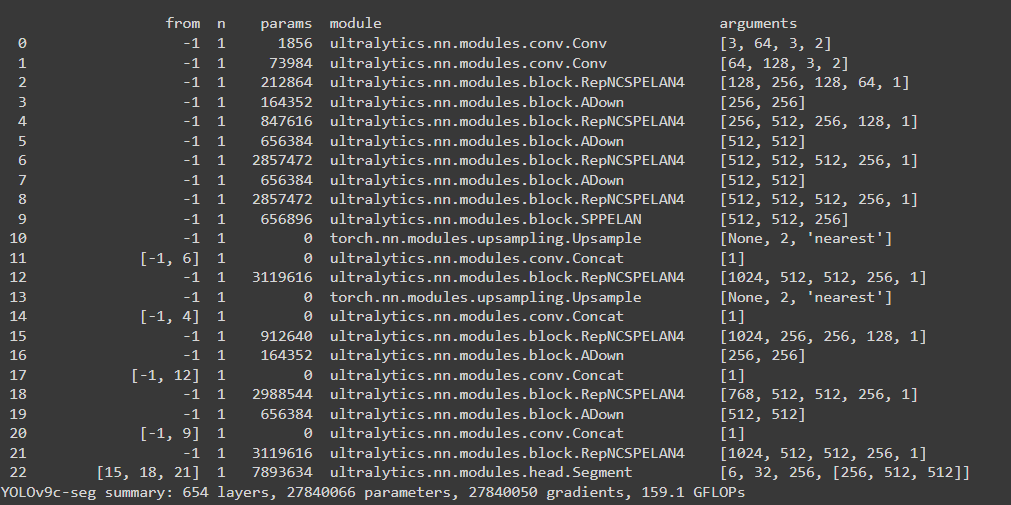 from  n    params  module                                         arguments
  0                  -1  1      1856  ultralytics.nn.modules.conv.Conv               [3, 64, 3, 2]
  1                  -1  1     73984  ultralytics.nn.modules.conv.Conv               [64, 128, 3, 2]
  2                  -1  1    212864  ultralytics.nn.modules.block.RepNCSPELAN4      [128, 256, 128, 64, 1]
  3                  -1  1    164352  ultralytics.nn.modules.block.ADown             [256, 256]
  4                  -1  1    847616  ultralytics.nn.modules.block.RepNCSPELAN4      [256, 512, 256, 128, 1]
  5                  -1  1    656384  ultralytics.nn.modules.block.ADown             [512, 512]
  6                  -1  1   2857472  ultralytics.nn.modules.block.RepNCSPELAN4      [512, 512, 512, 256, 1]
  7                  -1  1    656384  ultralytics.nn.modules.block.ADown             [512, 512]
  8                  -1  1   2857472  ultralytics.nn.modules.block.RepNCSPELAN4      [512, 512, 512, 256, 1]
  9                  -1  1    656896  ultralytics.nn.modules.block.SPPELAN           [512, 512, 256]
 10                  -1  1         0  torch.nn.modules.upsampling.Upsample           [None, 2, 'nearest']
 11             [-1, 6]  1         0  ultralytics.nn.modules.conv.Concat             [1]
 12                  -1  1   3119616  ultralytics.nn.modules.block.RepNCSPELAN4      [1024, 512, 512, 256, 1]
 13                  -1  1         0  torch.nn.modules.upsampling.Upsample           [None, 2, 'nearest']
 14             [-1, 4]  1         0  ultralytics.nn.modules.conv.Concat             [1]
 15                  -1  1    912640  ultralytics.nn.modules.block.RepNCSPELAN4      [1024, 256, 256, 128, 1]
 16                  -1  1    164352  ultralytics.nn.modules.block.ADown             [256, 256]
 17            [-1, 12]  1         0  ultralytics.nn.modules.conv.Concat             [1]
 18                  -1  1   2988544  ultralytics.nn.modules.block.RepNCSPELAN4      [768, 512, 512, 256, 1]
 19                  -1  1    656384  ultralytics.nn.modules.block.ADown             [512, 512]
 20             [-1, 9]  1         0  ultralytics.nn.modules.conv.Concat             [1]
 21                  -1  1   3119616  ultralytics.nn.modules.block.RepNCSPELAN4      [1024, 512, 512, 256, 1]
 22        [15, 18, 21]  1   7893634  ultralytics.nn.modules.head.Segment            [6, 32, 256, [256, 512, 512]]
YOLOv9c-seg summary: 654 layers, 27840066 parameters, 27840050 gradients, 159.1 GFLOPs